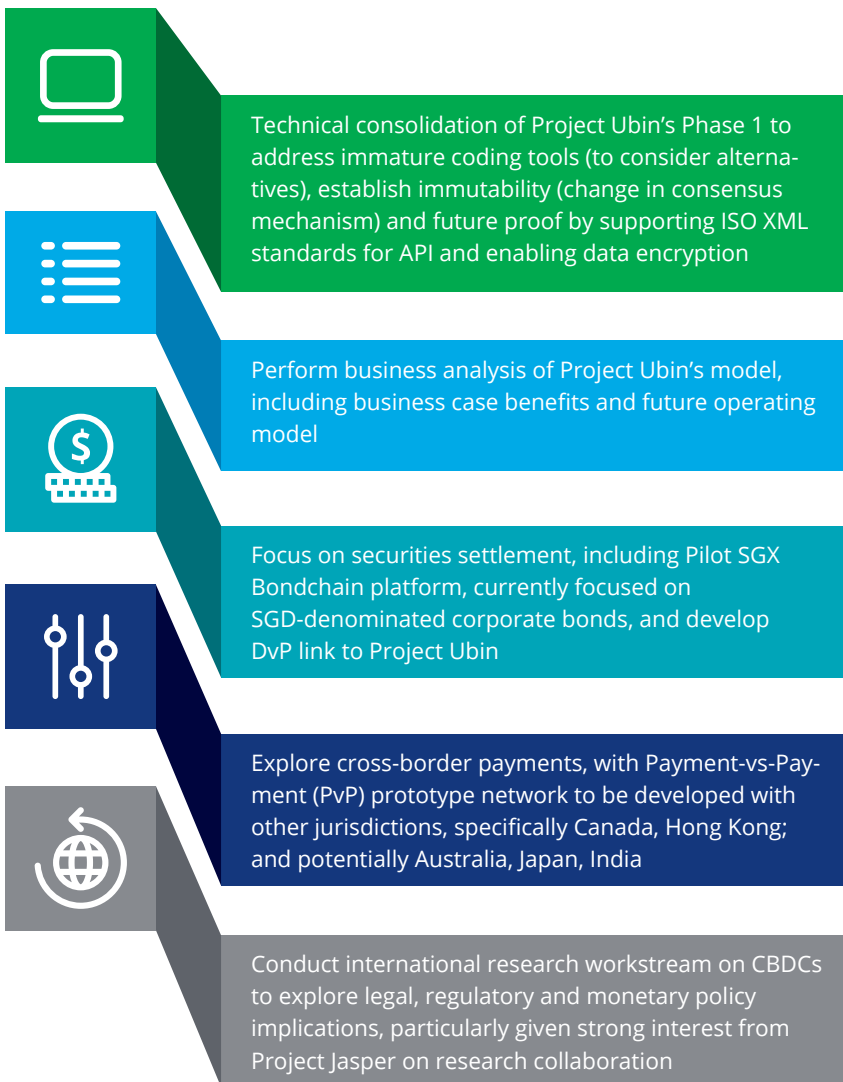 $
Technical consolidation of Project Ubin's Phase 1 to
address immature coding tools (to consider alterna-
tives), establish immutability (change in consensus
mechanism) and future proof by supporting ISO XML
standards for API and enabling data encryption
Perform business analysis of Project Ubin's model,
including business case benefits and future operating
model
Focus on securities settlement, including Pilot SGX
Bondchain platform, currently focused on
SGD-denominated corporate bonds, and develop
DvP link to Project Ubin
Explore cross-border payments, with Payment-vs-Pay-
ment (PvP) prototype network to be developed with
other jurisdictions, specifically Canada, Hong Kong;
and potentially Australia, Japan, India
Conduct international research workstream on CBDCs
to explore legal, regulatory and monetary policy
implications, particularly given strong interest from
Project Jasper on research collaboration